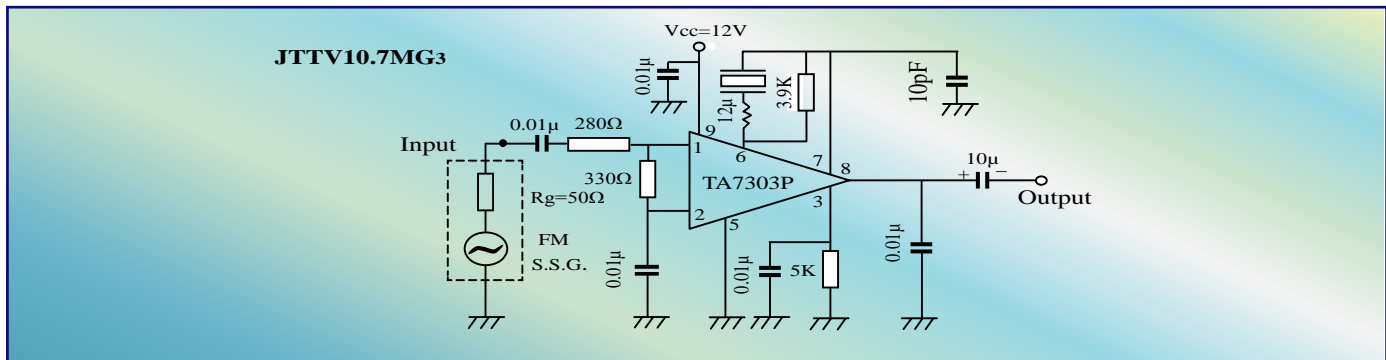 Vcc=12V
JTTV10.7MG3
0.01μ
12μ
3.9K
10pF
0.01μ
280Ω
Input
9
1
6
7
8
10μ
+
−
330Ω
TA7303P
Rg=50Ω
2
5
3
Output
FM
S.S.G.
0.01μ
0.01μ
5K
0.01μ